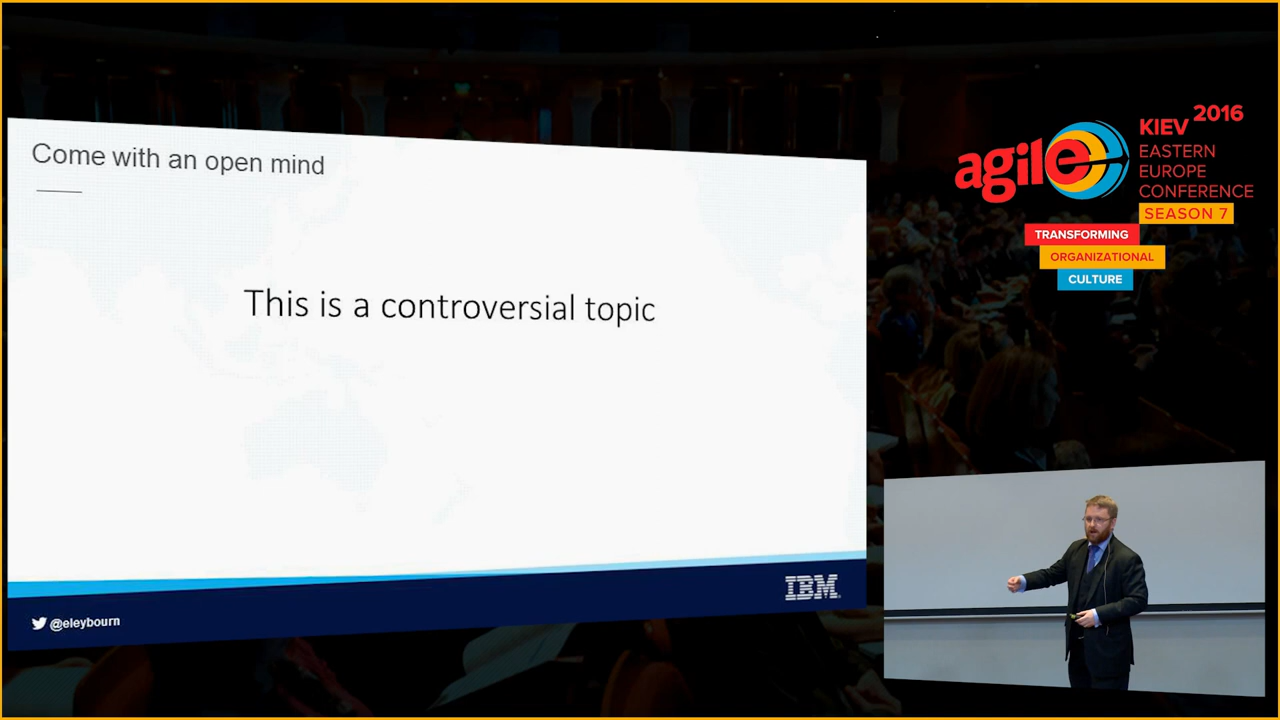 Come with an open mind
This is a controversial topic
@eleybourn
IBM
agile
KIEV 2016
EASTERN
EUROPE
CONFERENCE
SEASON 7
TRANSFORMING
ORGANIZATIONAL
CULTURE